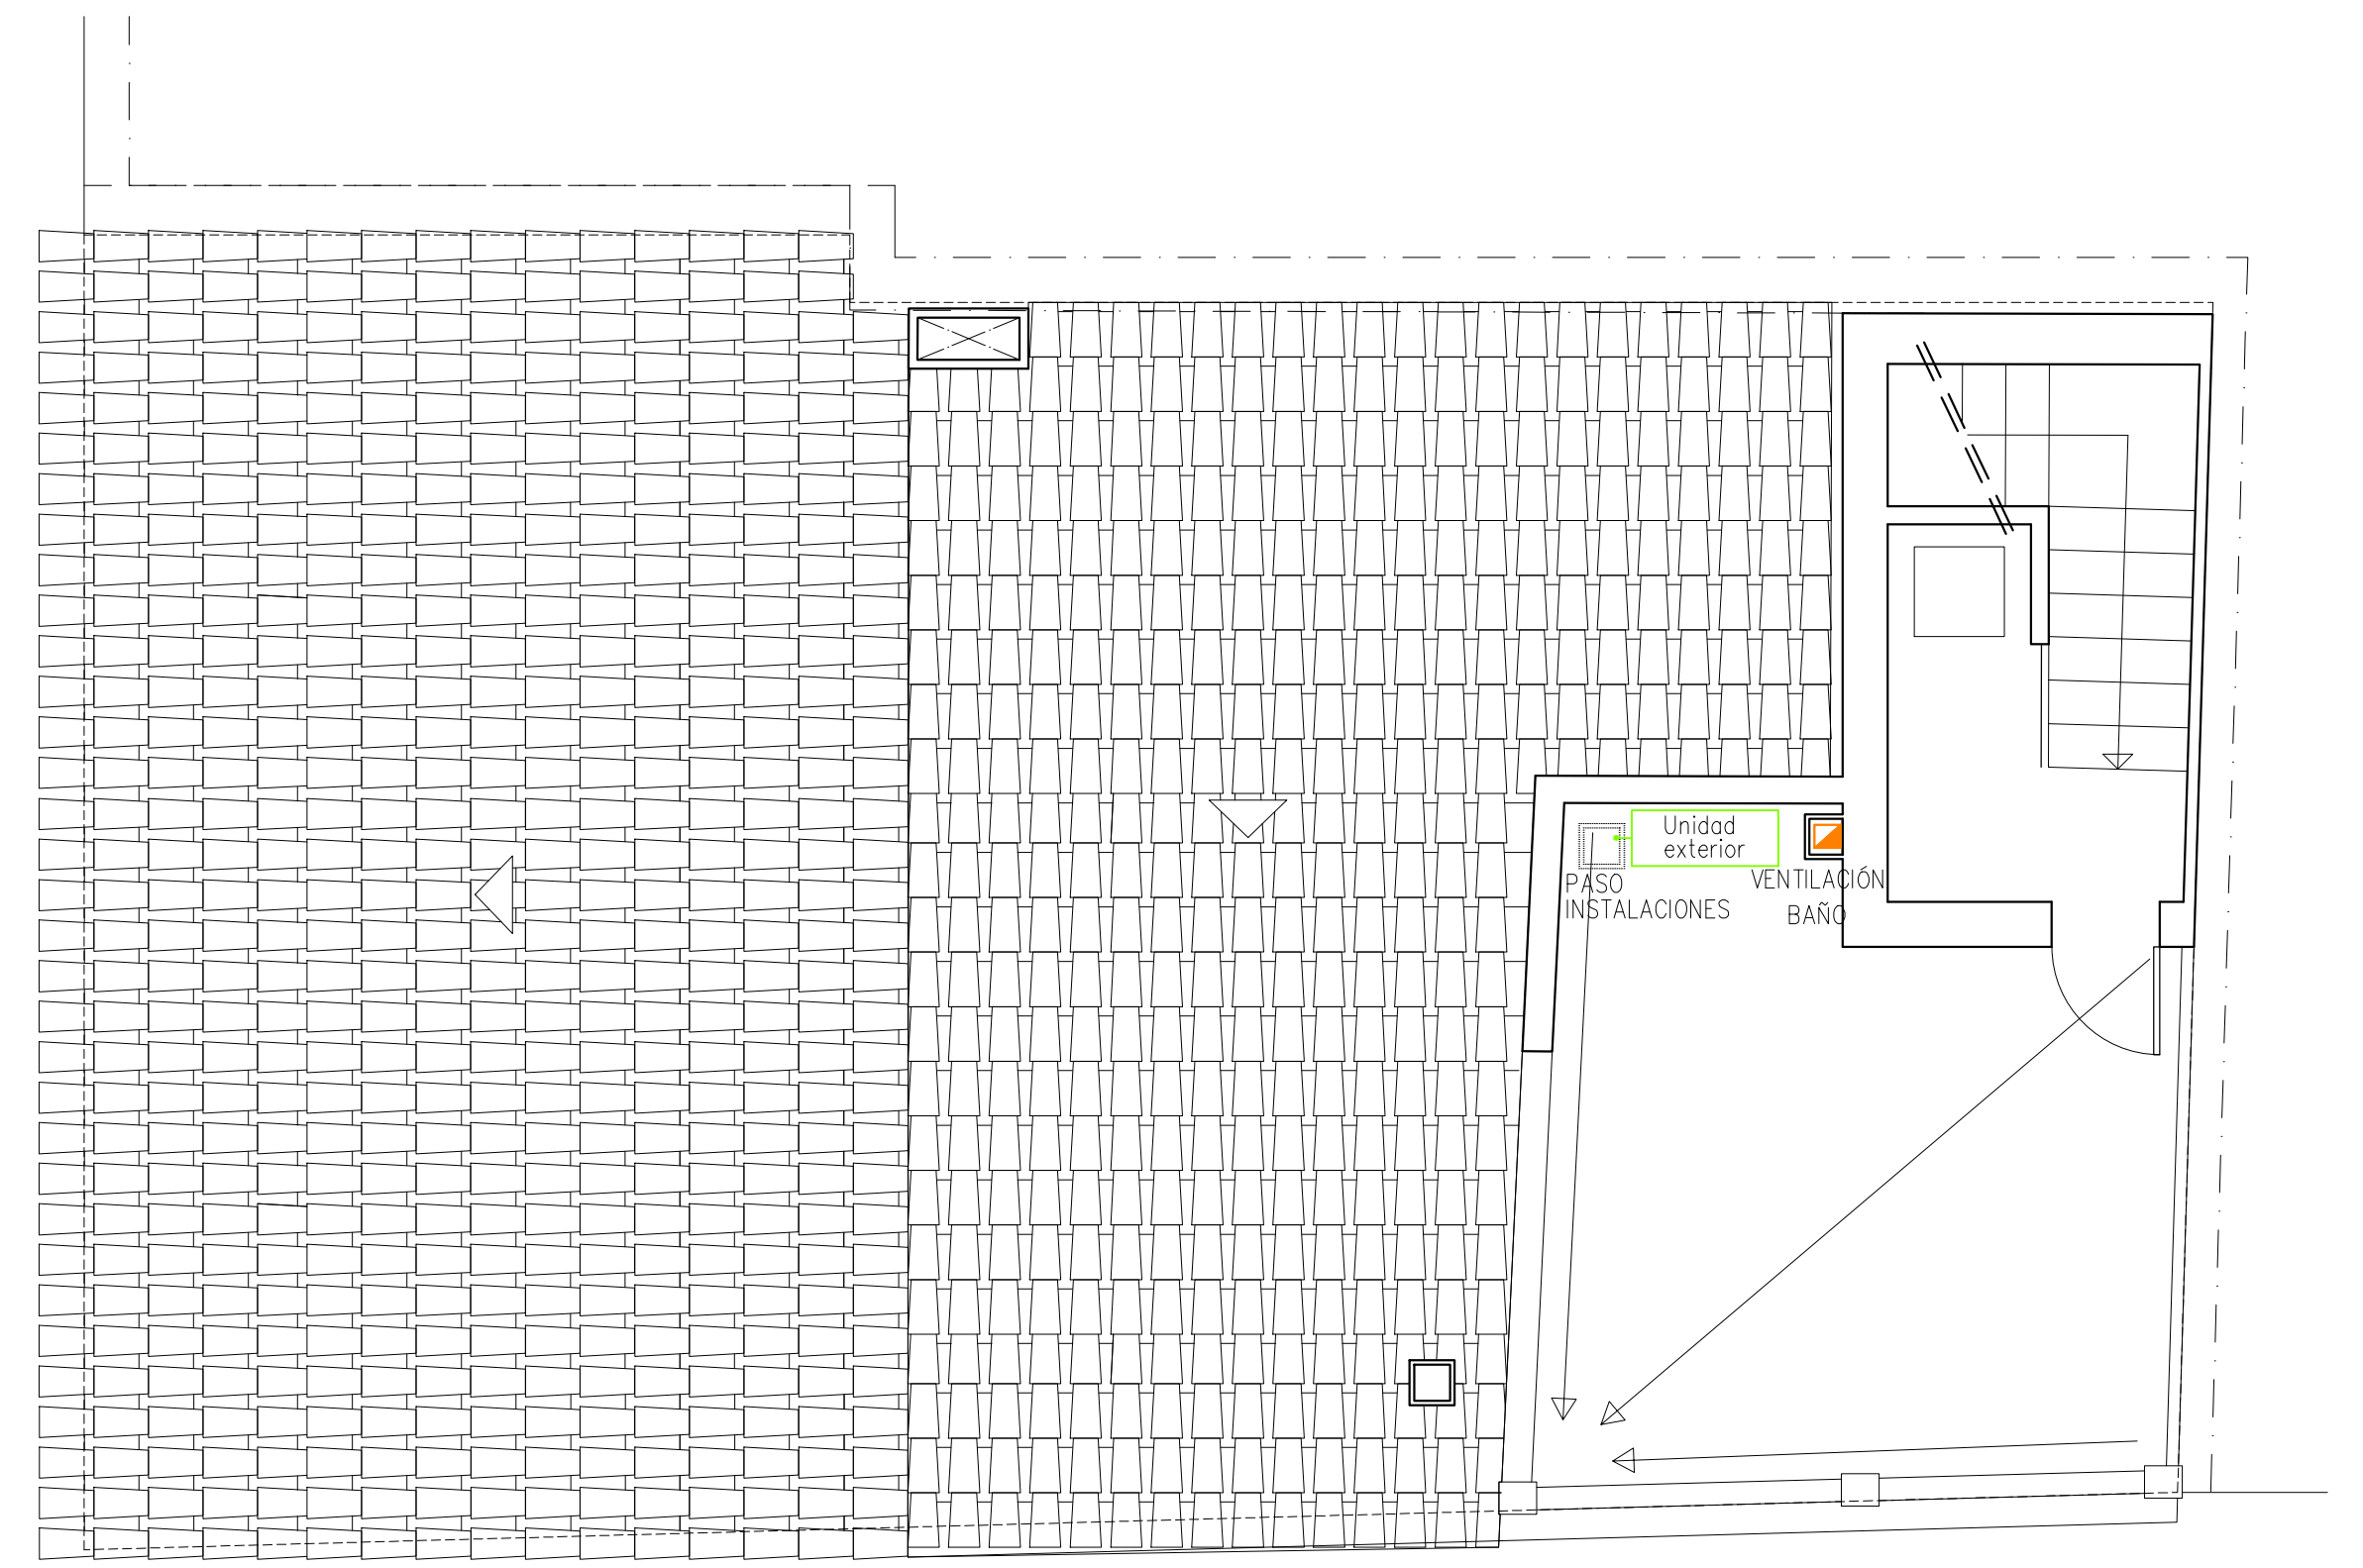 Unidad
exterior
PASO
INSTALACIONES
VENTILACIÓN
BAÑO